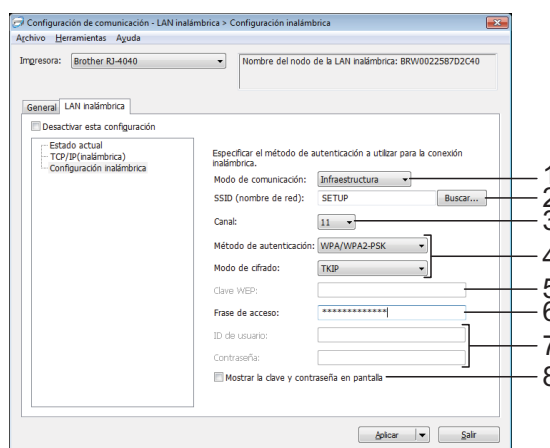 Configuración de comunicación - LAN inalámbrica > Configuración inalámbrica
Archivo Herramientas Ayuda
Impresora: Brother RJ-4040
Nombre del nodo de la LAN inalámbrica: BRW0022587D2C40
General LAN inalámbrica
Desactivar esta configuración
Estado actual
TCP/IP(inalámbrica)
Configuración inalámbrica
Especificar el método de autenticación a utilizar para la conexión
inalámbrica.
Modo de comunicación: Infraestructura 1
SSID (nombre de red): SETUP Buscar... 2
Canal: 11 3
Método de autenticación: WPA/WPA2-PSK
4
Modo de cifrado: TKIP
Clave WEP: 5
Frase de acceso: ************* 6
ID de usuario:
7
Contraseña:
Mostrar la clave y contraseña en pantalla 8
Aplicar Salir